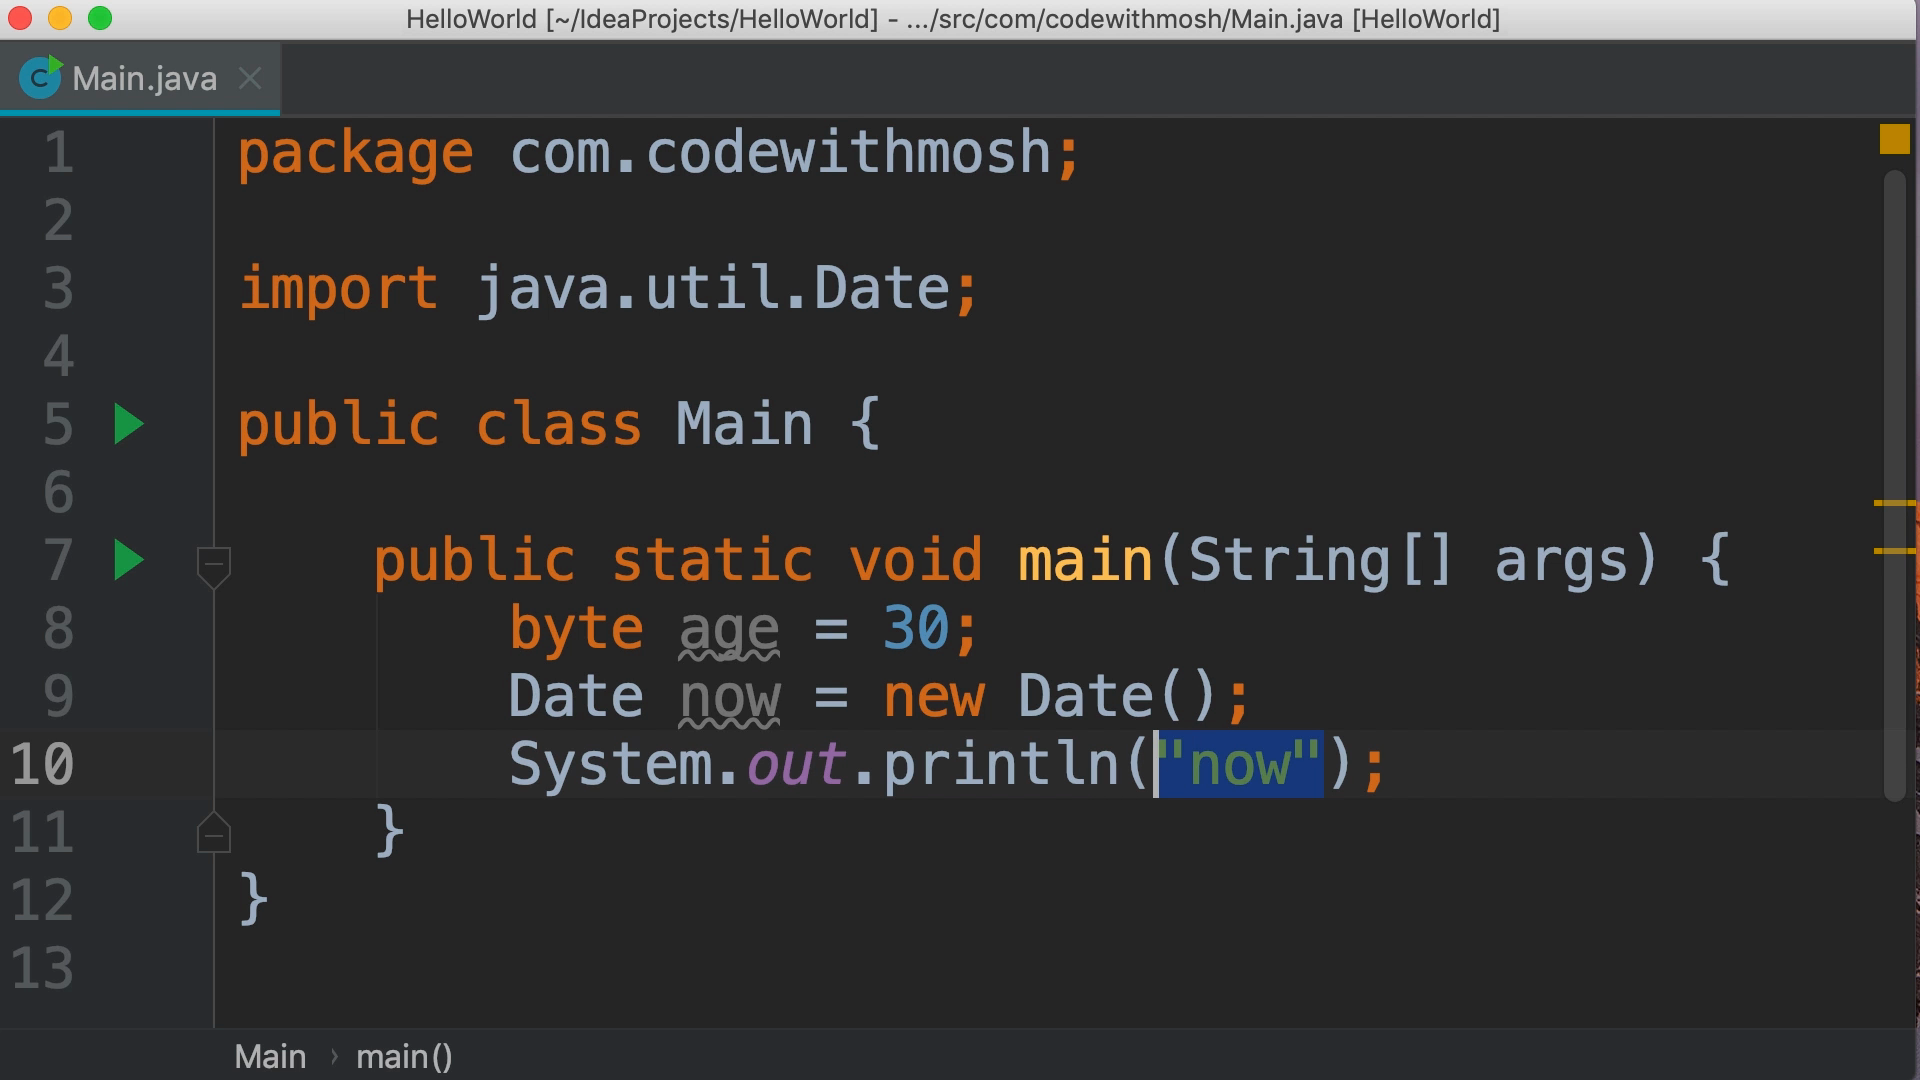 HelloWorld [~/IdeaProjects/HelloWorld] - .../src/com/codewithmosh/Main.java [HelloWorld]
C Main.java
1 package com.codewithmosh;
2
3 import java.util.Date;
4
5 public class Main {
6
7 public static void main(String[] args) {
8 byte age = 30;
9 Date now = new Date();
10 System.out.println("now");
11 }
12 }
13
Main › main()